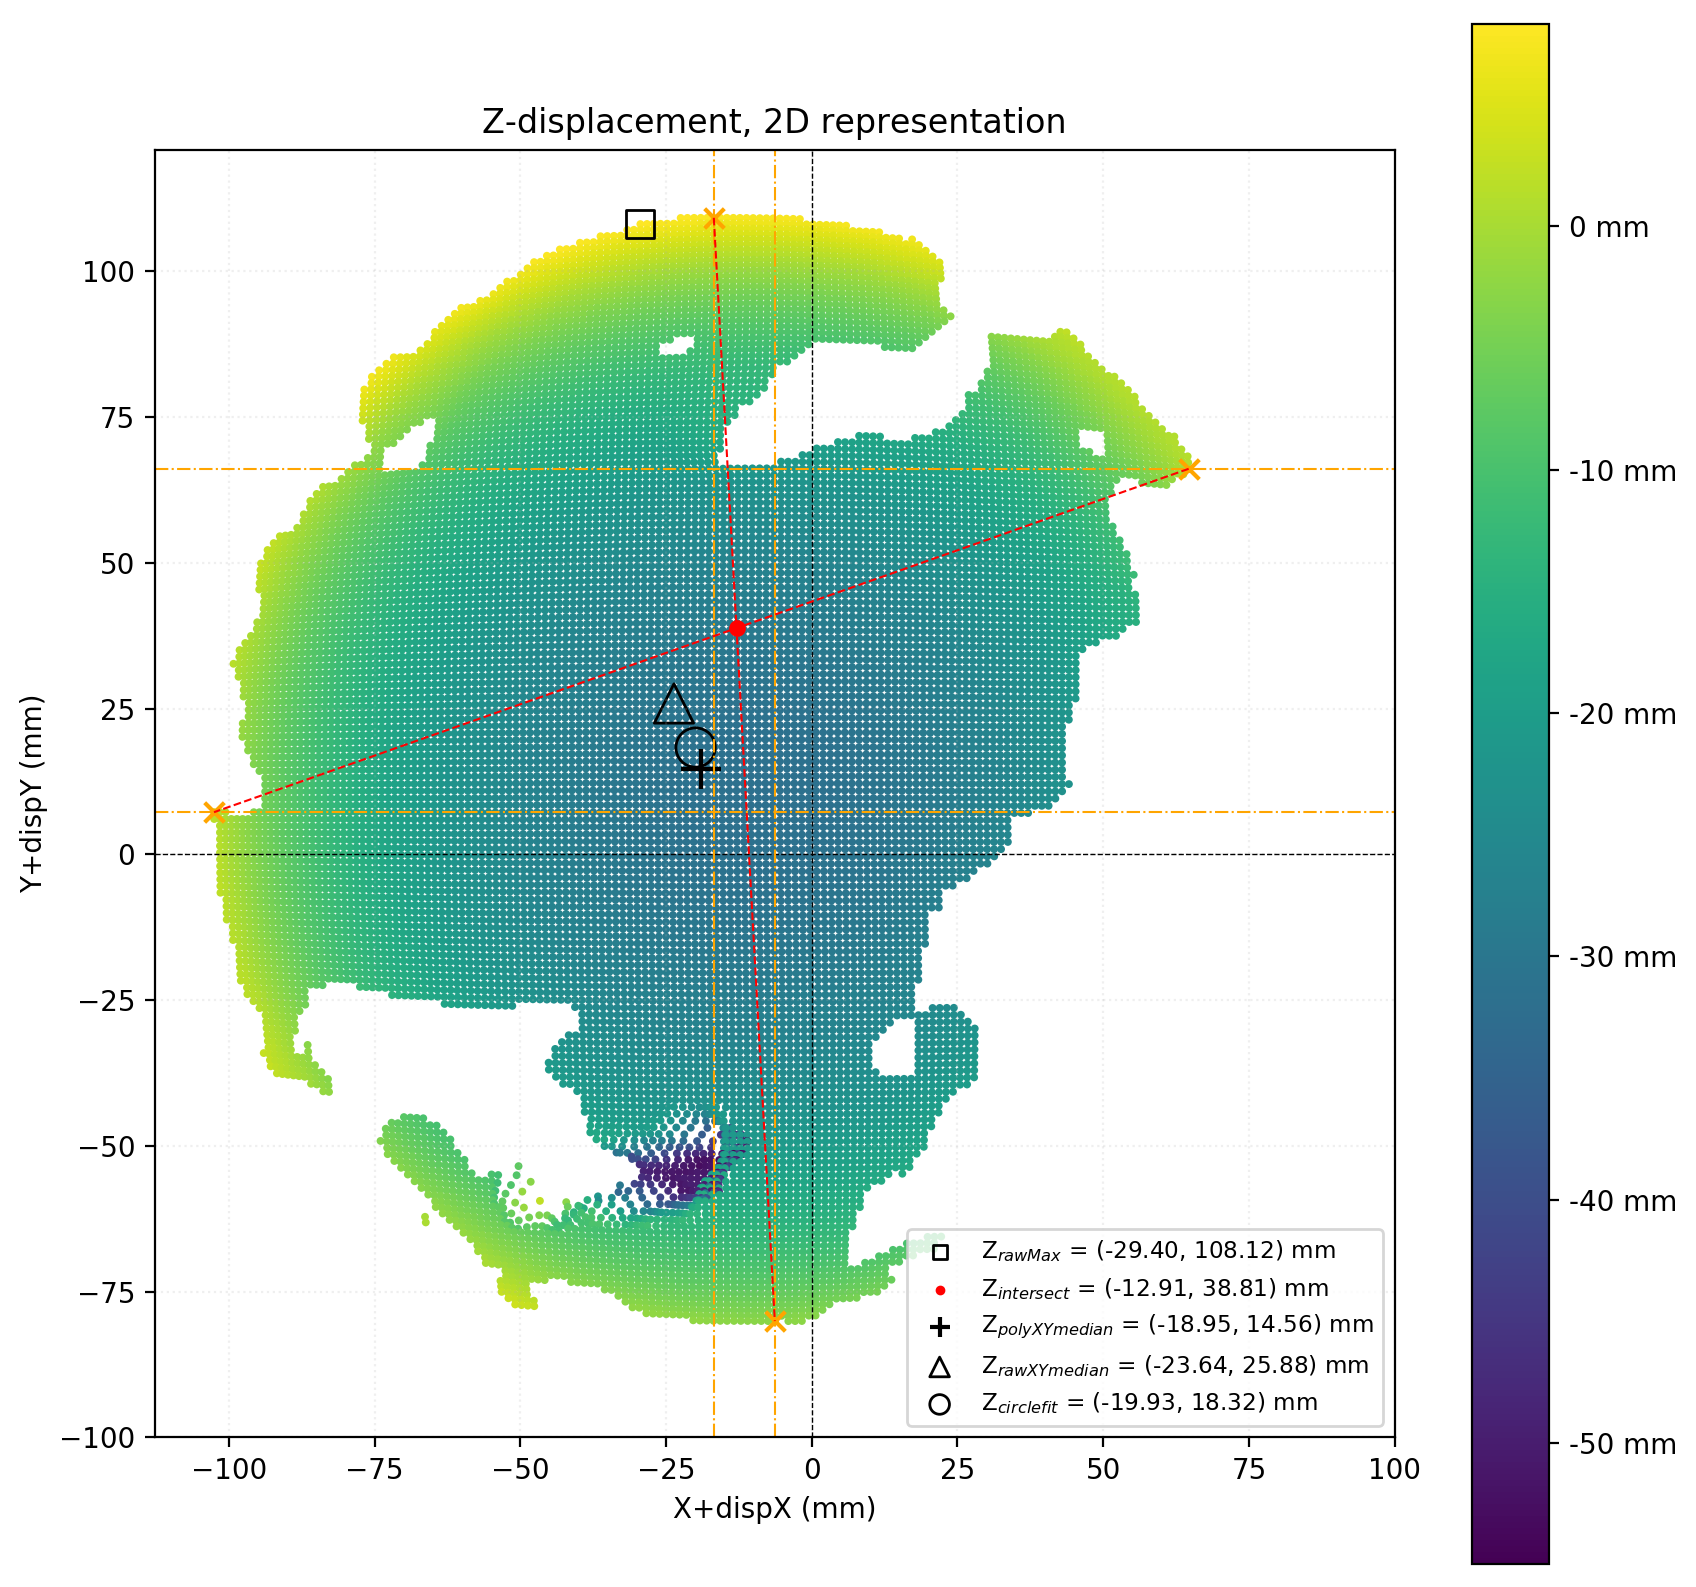 Z-displacement, 2D representation
0 mm
-10 mm
-20 mm
-30 mm
-40 mm
-50 mm
100
75
50
25
0
−25
−50
−75
−100
Y+dispY (mm)
−100
−75
−50
−25
0
25
50
75
100
X+dispX (mm)
Z_rawMax = (-29.40, 108.12) mm
Z_intersect = (-12.91, 38.81) mm
Z_polyXYmedian = (-18.95, 14.56) mm
Z_rawXYmedian = (-23.64, 25.88) mm
Z_circlefit = (-19.93, 18.32) mm